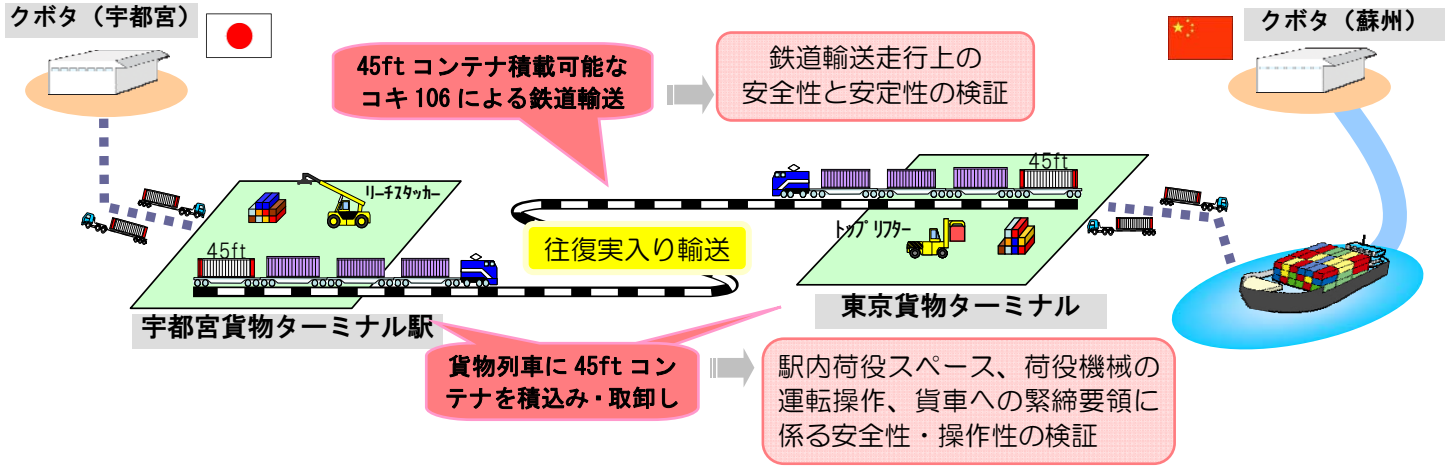 クボタ（宇都宮）
クボタ（蘇州）
45ft コンテナ積載可能な
コキ 106 による鉄道輸送
鉄道輸送走行上の
安全性と安定性の検証
45ft
リーチスタッカー
トップリフター
往復実入り輸送
45ft
宇都宮貨物ターミナル駅
東京貨物ターミナル
貨物列車に 45ft コン
テナを積込み・取卸し
駅内荷役スペース、荷役機械の
運転操作、貨車への緊締要領に
係る安全性・操作性の検証